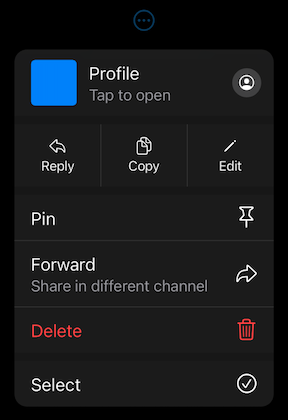 Profile
Tap to open
Reply
Copy
Edit
Pin
Forward
Share in different channel
Delete
Select